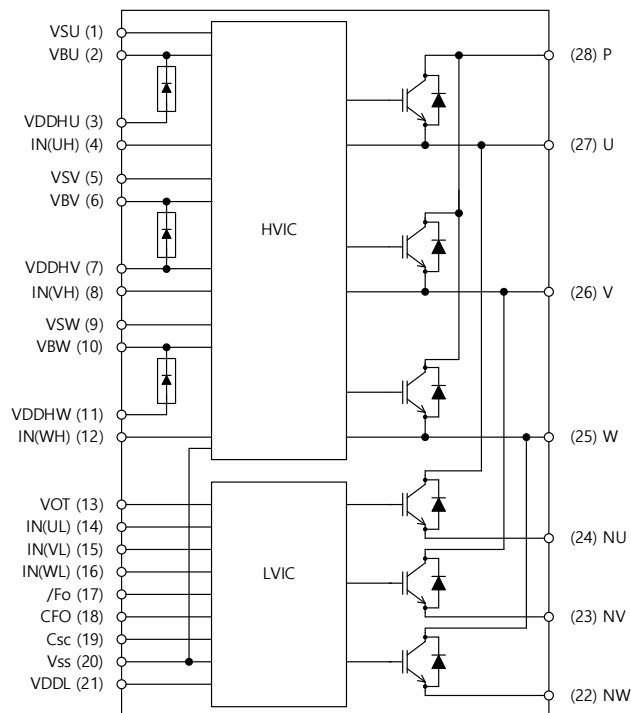 VSU (1)
VBU (2)
VDDHU (3)
IN(UH) (4)
VSV (5)
VBV (6)
VDDHV (7)
IN(VH) (8)
VSW (9)
VBW (10)
VDDHW (11)
IN(WH) (12)
VOT (13)
IN(UL) (14)
IN(VL) (15)
IN(WL) (16)
/Fo (17)
CFO (18)
Csc (19)
Vss (20)
VDDL (21)
HVIC
LVIC
(28) P
(27) U
(26) V
(25) W
(24) NU
(23) NV
(22) NW